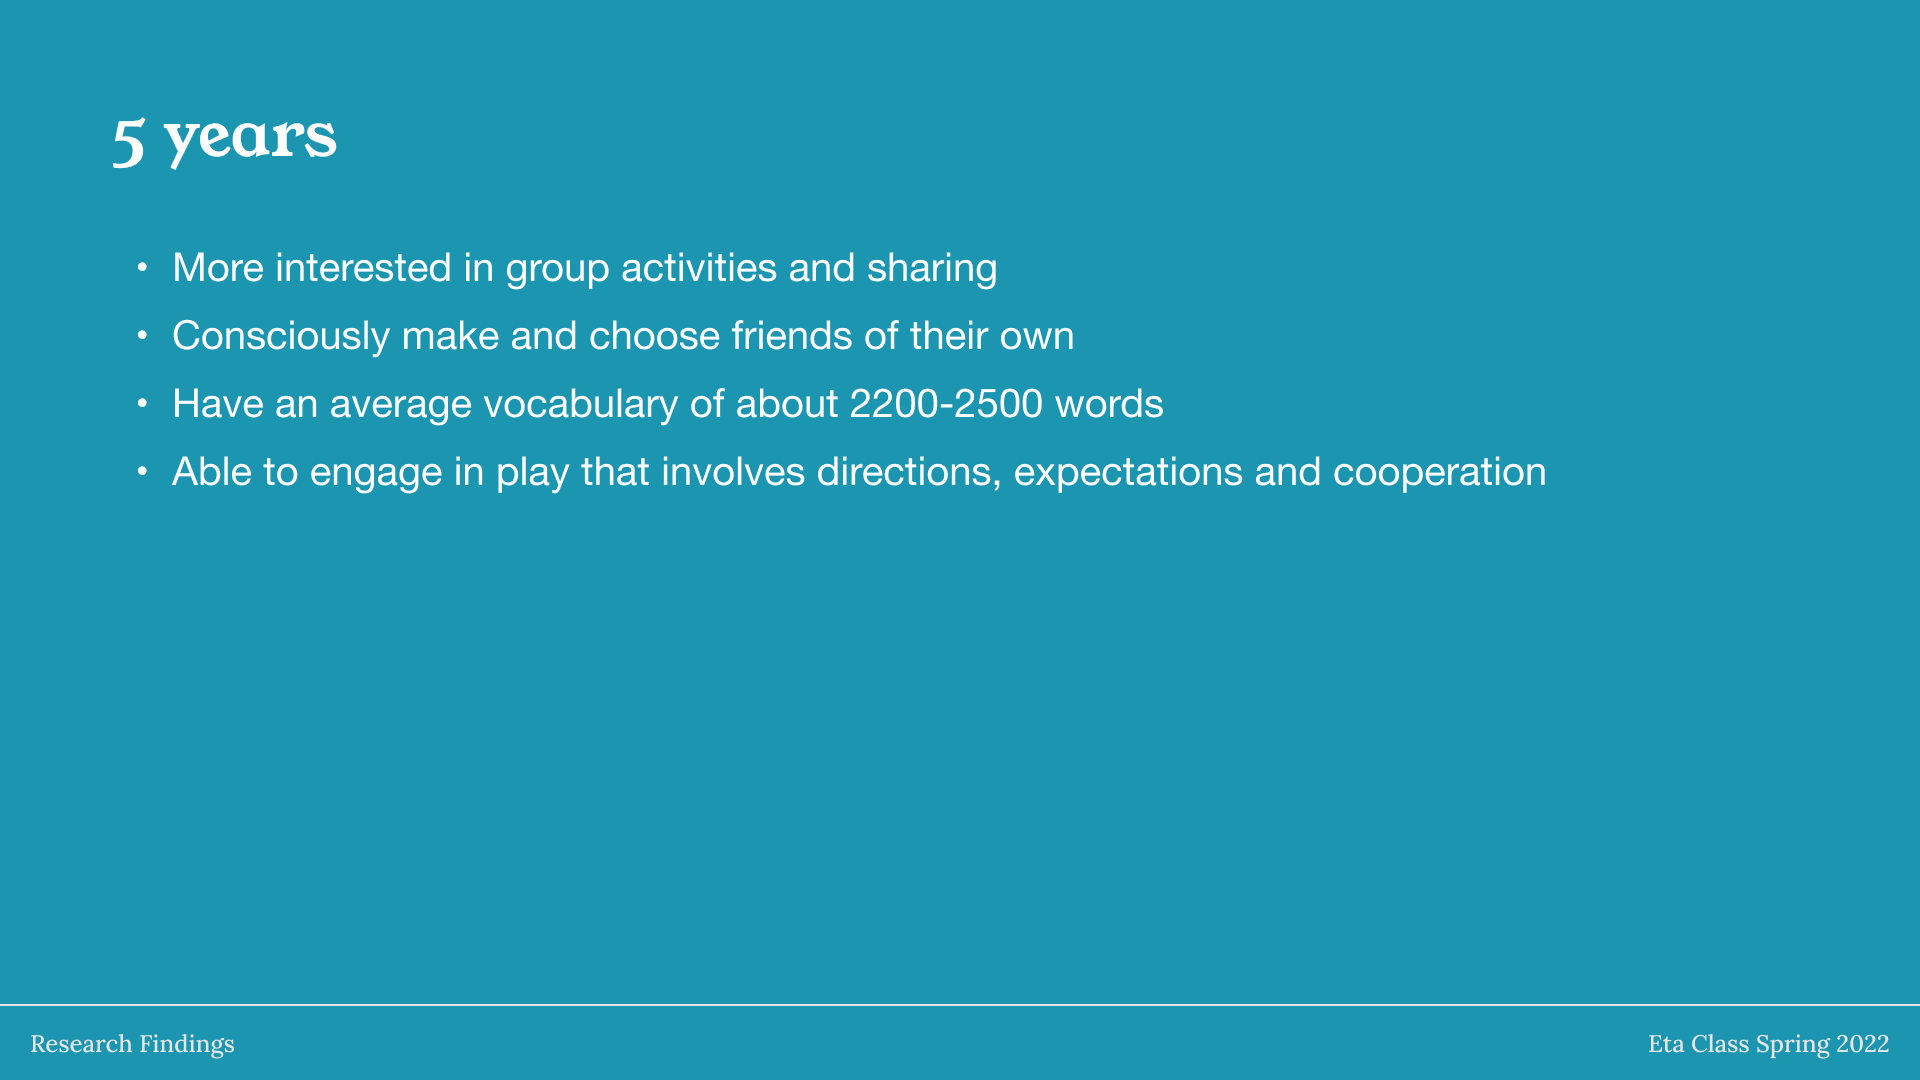 5 years
• More interested in group activities and sharing
• Consciously make and choose friends of their own
• Have an average vocabulary of about 2200-2500 words
• Able to engage in play that involves directions, expectations and cooperation
Research Findings
Eta Class Spring 2022